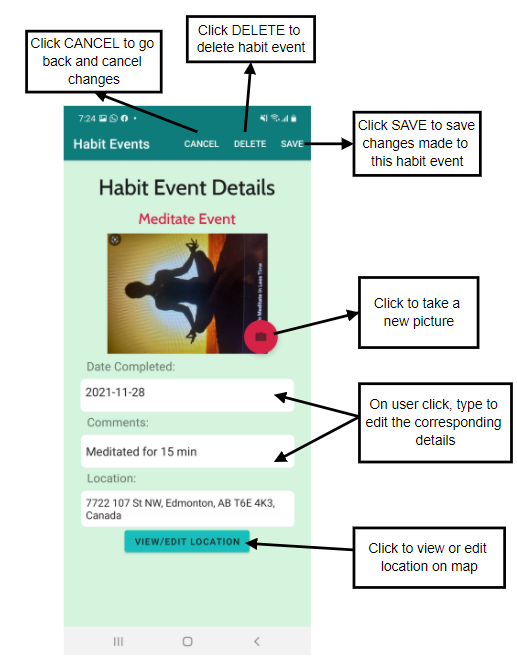 Click CANCEL to go
back and cancel
changes
Click DELETE to
delete habit event
7:24
Habit Events
CANCEL DELETE SAVE
Click SAVE to save
changes made to
this habit event
Habit Event Details
Meditate Event
Meditate in Less Time
Click to take a
new picture
Date Completed:
2021-11-28
Comments:
Meditated for 15 min
On user click, type to
edit the corresponding
details
Location:
7722 107 St NW, Edmonton, AB T6E 4K3,
Canada
VIEW/EDIT LOCATION
Click to view or edit
location on map